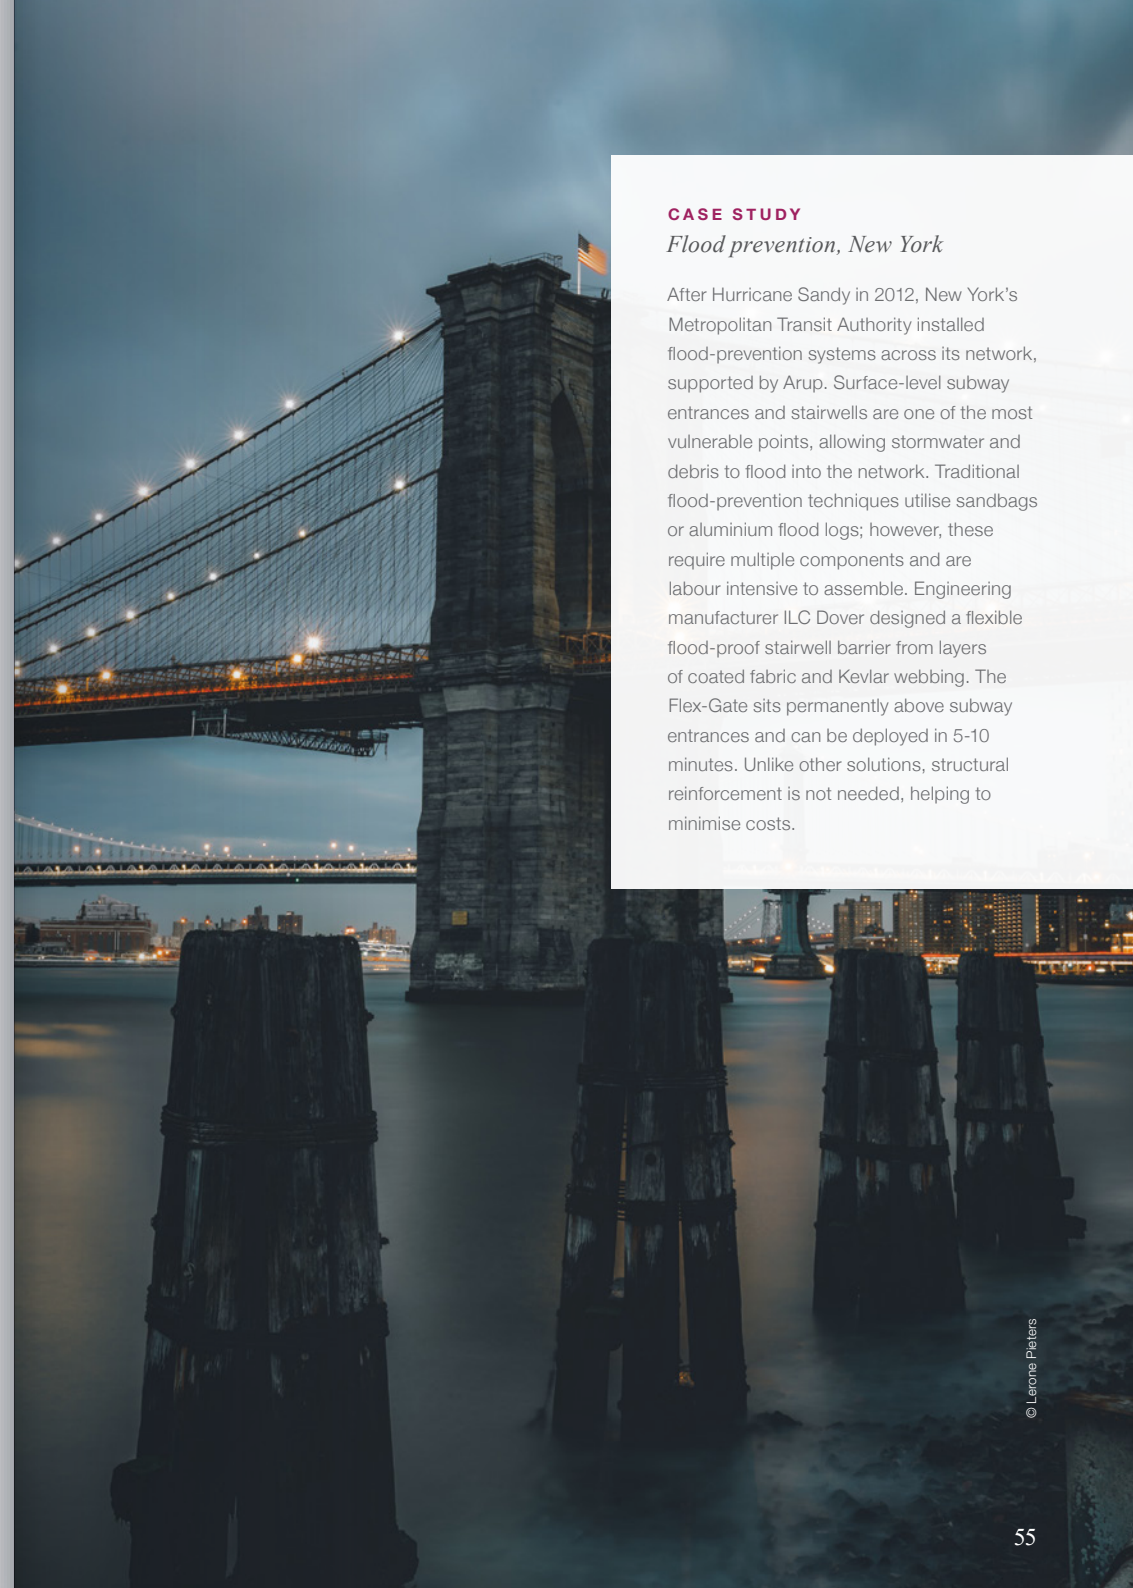 CASE STUDY
Flood prevention, New York
After Hurricane Sandy in 2012, New York’s
Metropolitan Transit Authority installed
flood-prevention systems across its network,
supported by Arup. Surface-level subway
entrances and stairwells are one of the most
vulnerable points, allowing stormwater and
debris to flood into the network. Traditional
flood-prevention techniques utilise sandbags
or aluminium flood logs; however, these
require multiple components and are
labour intensive to assemble. Engineering
manufacturer ILC Dover designed a flexible
flood-proof stairwell barrier from layers
of coated fabric and Kevlar webbing. The
Flex-Gate sits permanently above subway
entrances and can be deployed in 5-10
minutes. Unlike other solutions, structural
reinforcement is not needed, helping to
minimise costs.
© Lerone Pieters
55